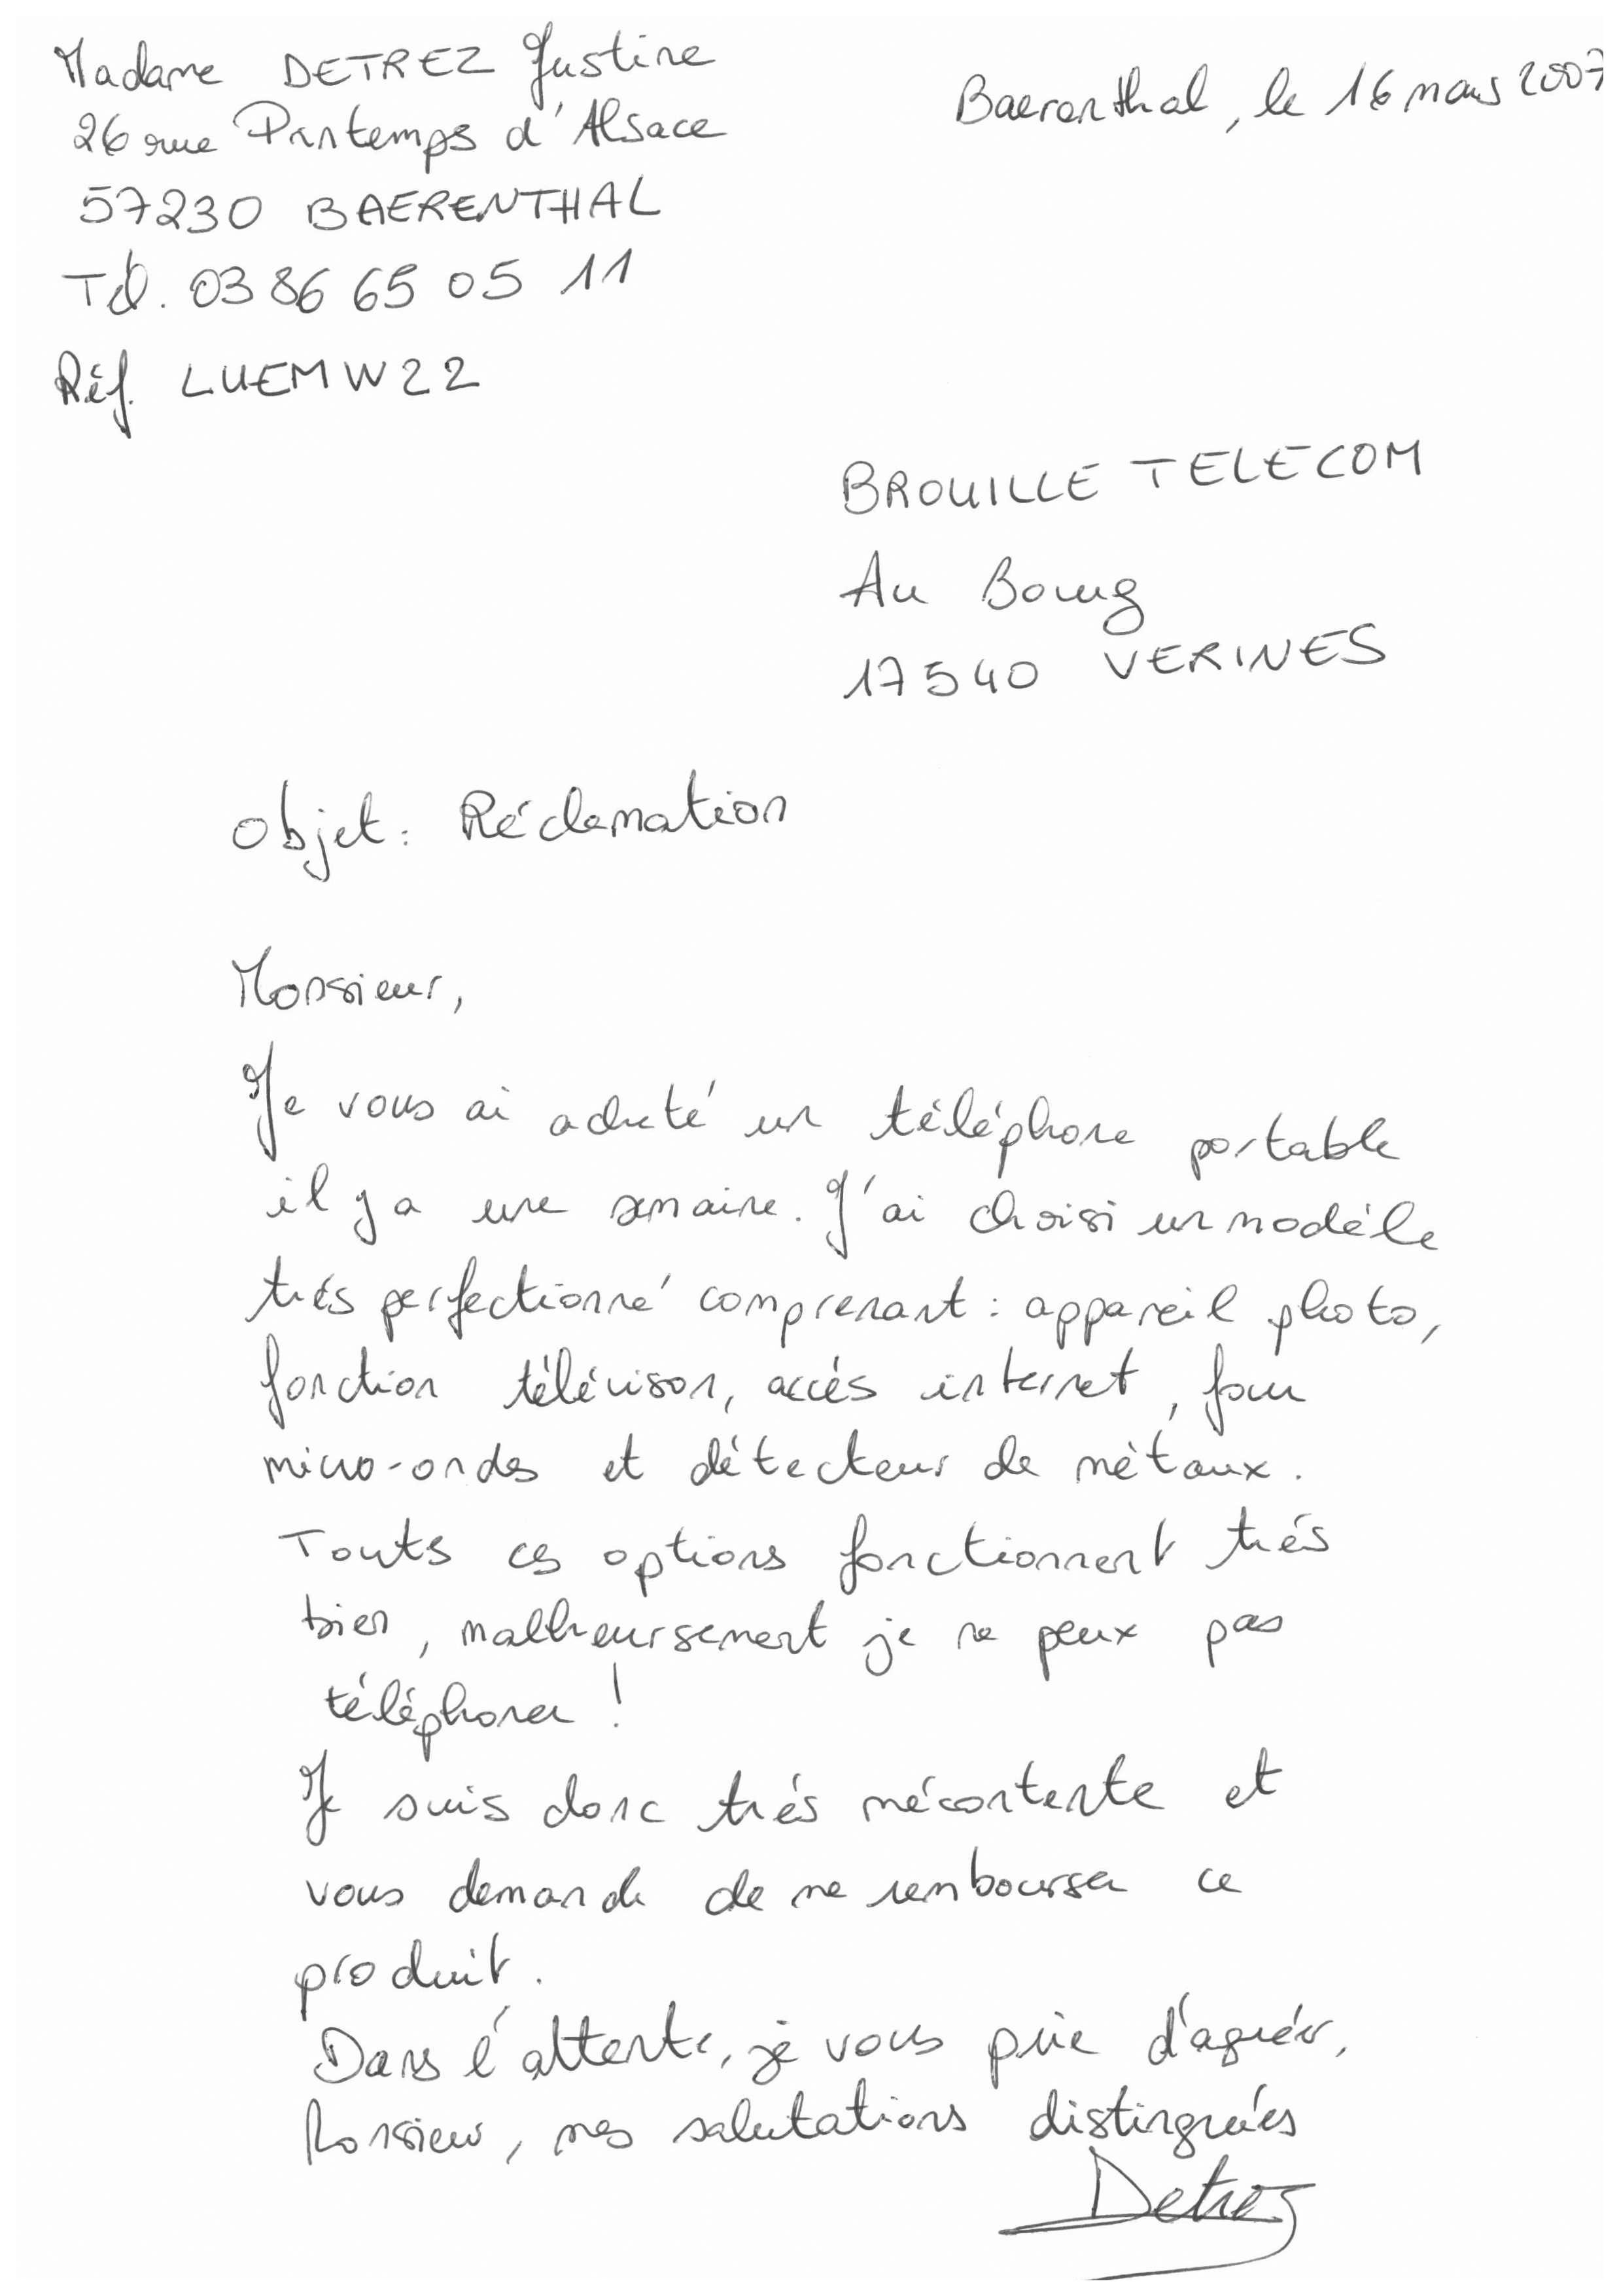 Madame DETREZ Justine
Baerenthal, le 16 mars 2007
26 rue Printemps d'Alsace
57230 BAERENTHAL
Tél. 03 86 65 05 11
Réf. LUEMW22
BROUILLE TELECOM
Au Bourg
17540 VERINES
Objet : Réclamation
Monsieur,
Je vous ai acheté un téléphone portable
il y a une semaine. J'ai choisi un modèle
trés perfectionné comprenant : appareil photo,
fonction télévison, accés internet, four
micro-ondes et détecteur de métaux.
Touts ces options fonctionnent trés
bien, malheursement je ne peux pas
téléphoner !
Je suis donc trés mécontente et
vous demande de me rembourser ce
produit.
Dans l'attente, je vous prie d'agréer,
Monsieur, mes salutations distinguées
Detrez